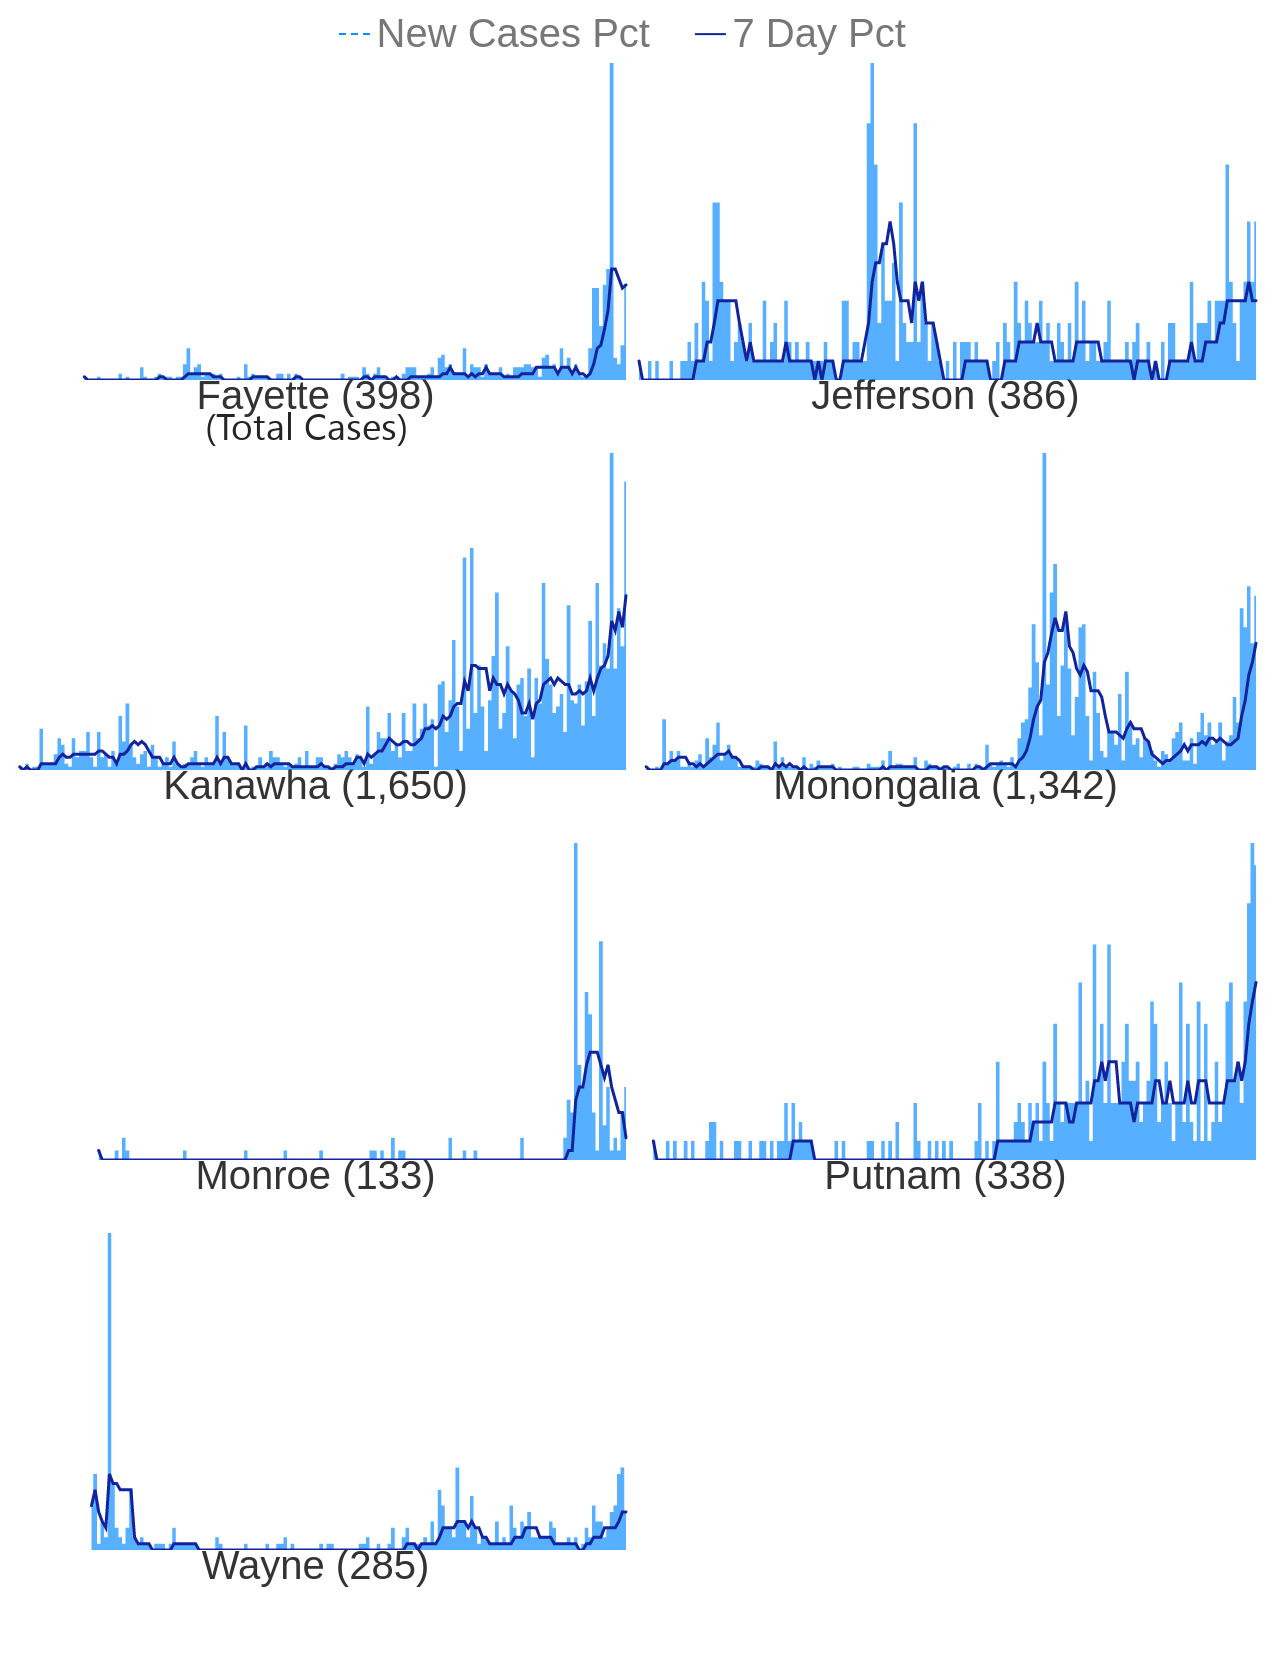 New Cases Pct 7 Day Pct
Fayette (398) Jefferson (386)
(Total Cases)
Kanawha (1,650) Monongalia (1,342)
Monroe (133) Putnam (338)
Wayne (285)